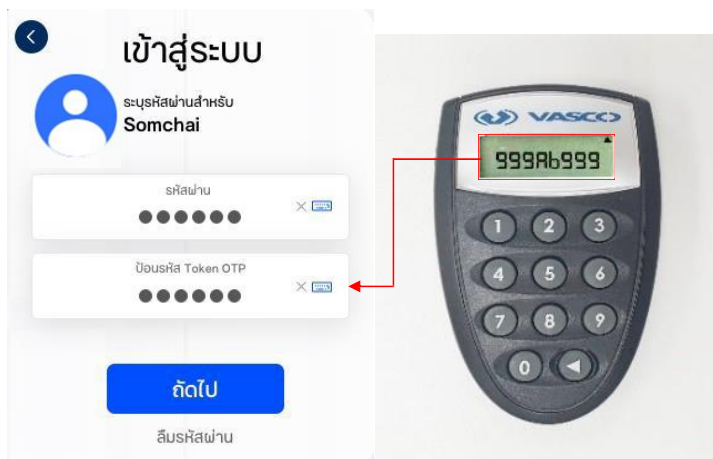 เข้าสู่ระบบ
ระบุรหัสผ่านสำหรับ
Somchai
รหัสผ่าน
ป้อนรหัส Token OTP
ถัดไป
ลืมรหัสผ่าน
VASCO
999Ab999
1 2 3
4 5 6
7 8 9
0